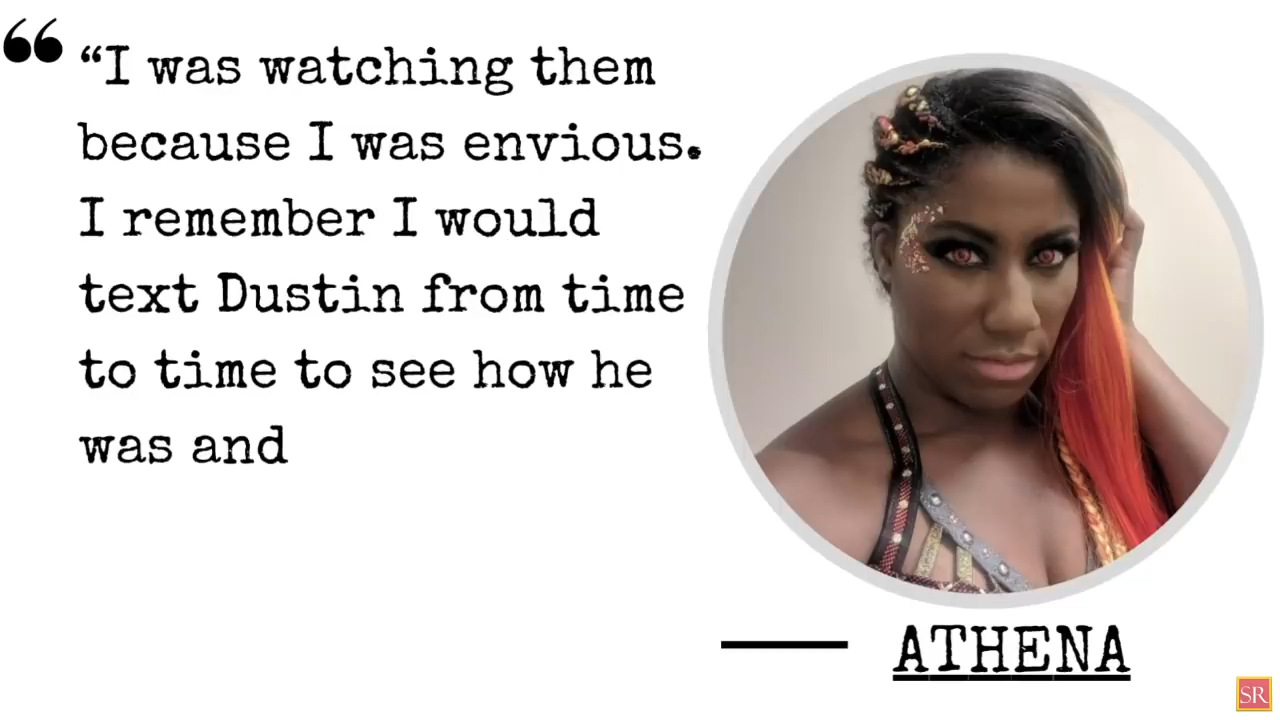 “I was watching them
because I was envious.
I remember I would
text Dustin from time
to time to see how he
was and
ATHENA
SR